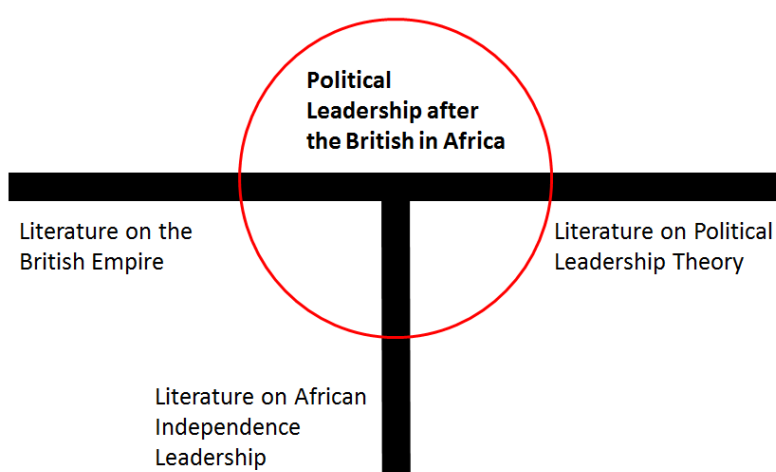 Political
Leadership after
the British in Africa
Literature on the
British Empire
Literature on Political
Leadership Theory
Literature on African
Independence
Leadership